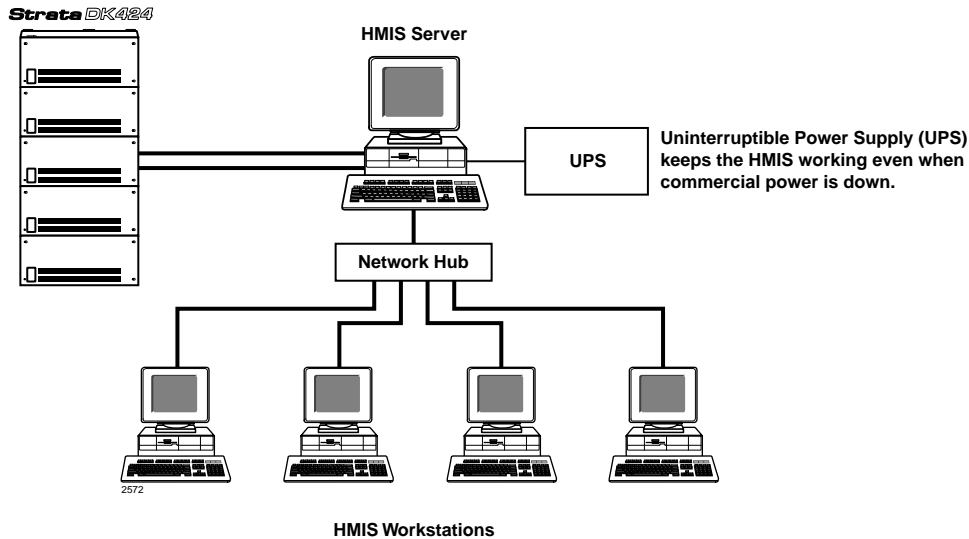 Strata DK424
HMIS Server
UPS
Uninterruptible Power Supply (UPS)
keeps the HMIS working even when
commercial power is down.
Network Hub
2572
HMIS Workstations